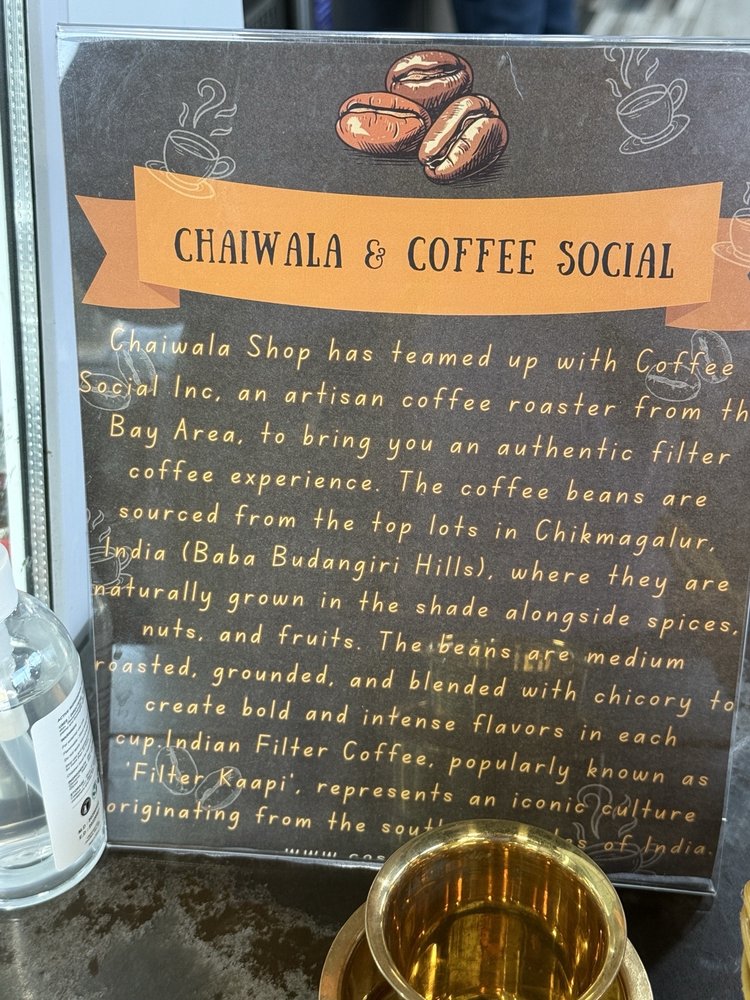 CHAIWALA & COFFEE SOCIAL
Chaiwala Shop has teamed up with Coffee
Social Inc, an artisan coffee roaster from th
Bay Area, to bring you an authentic filter
coffee experience. The coffee beans are
sourced from the top lots in Chikmagalur,
India (Baba Budangiri Hills), where they are
naturally grown in the shade alongside spices,
nuts, and fruits. The beans are medium
roasted, grounded, and blended with chicory to
create bold and intense flavors in each
cup.Indian Filter Coffee, popularly known as
'Filter Kaapi', represents an iconic culture
originating from the of India.